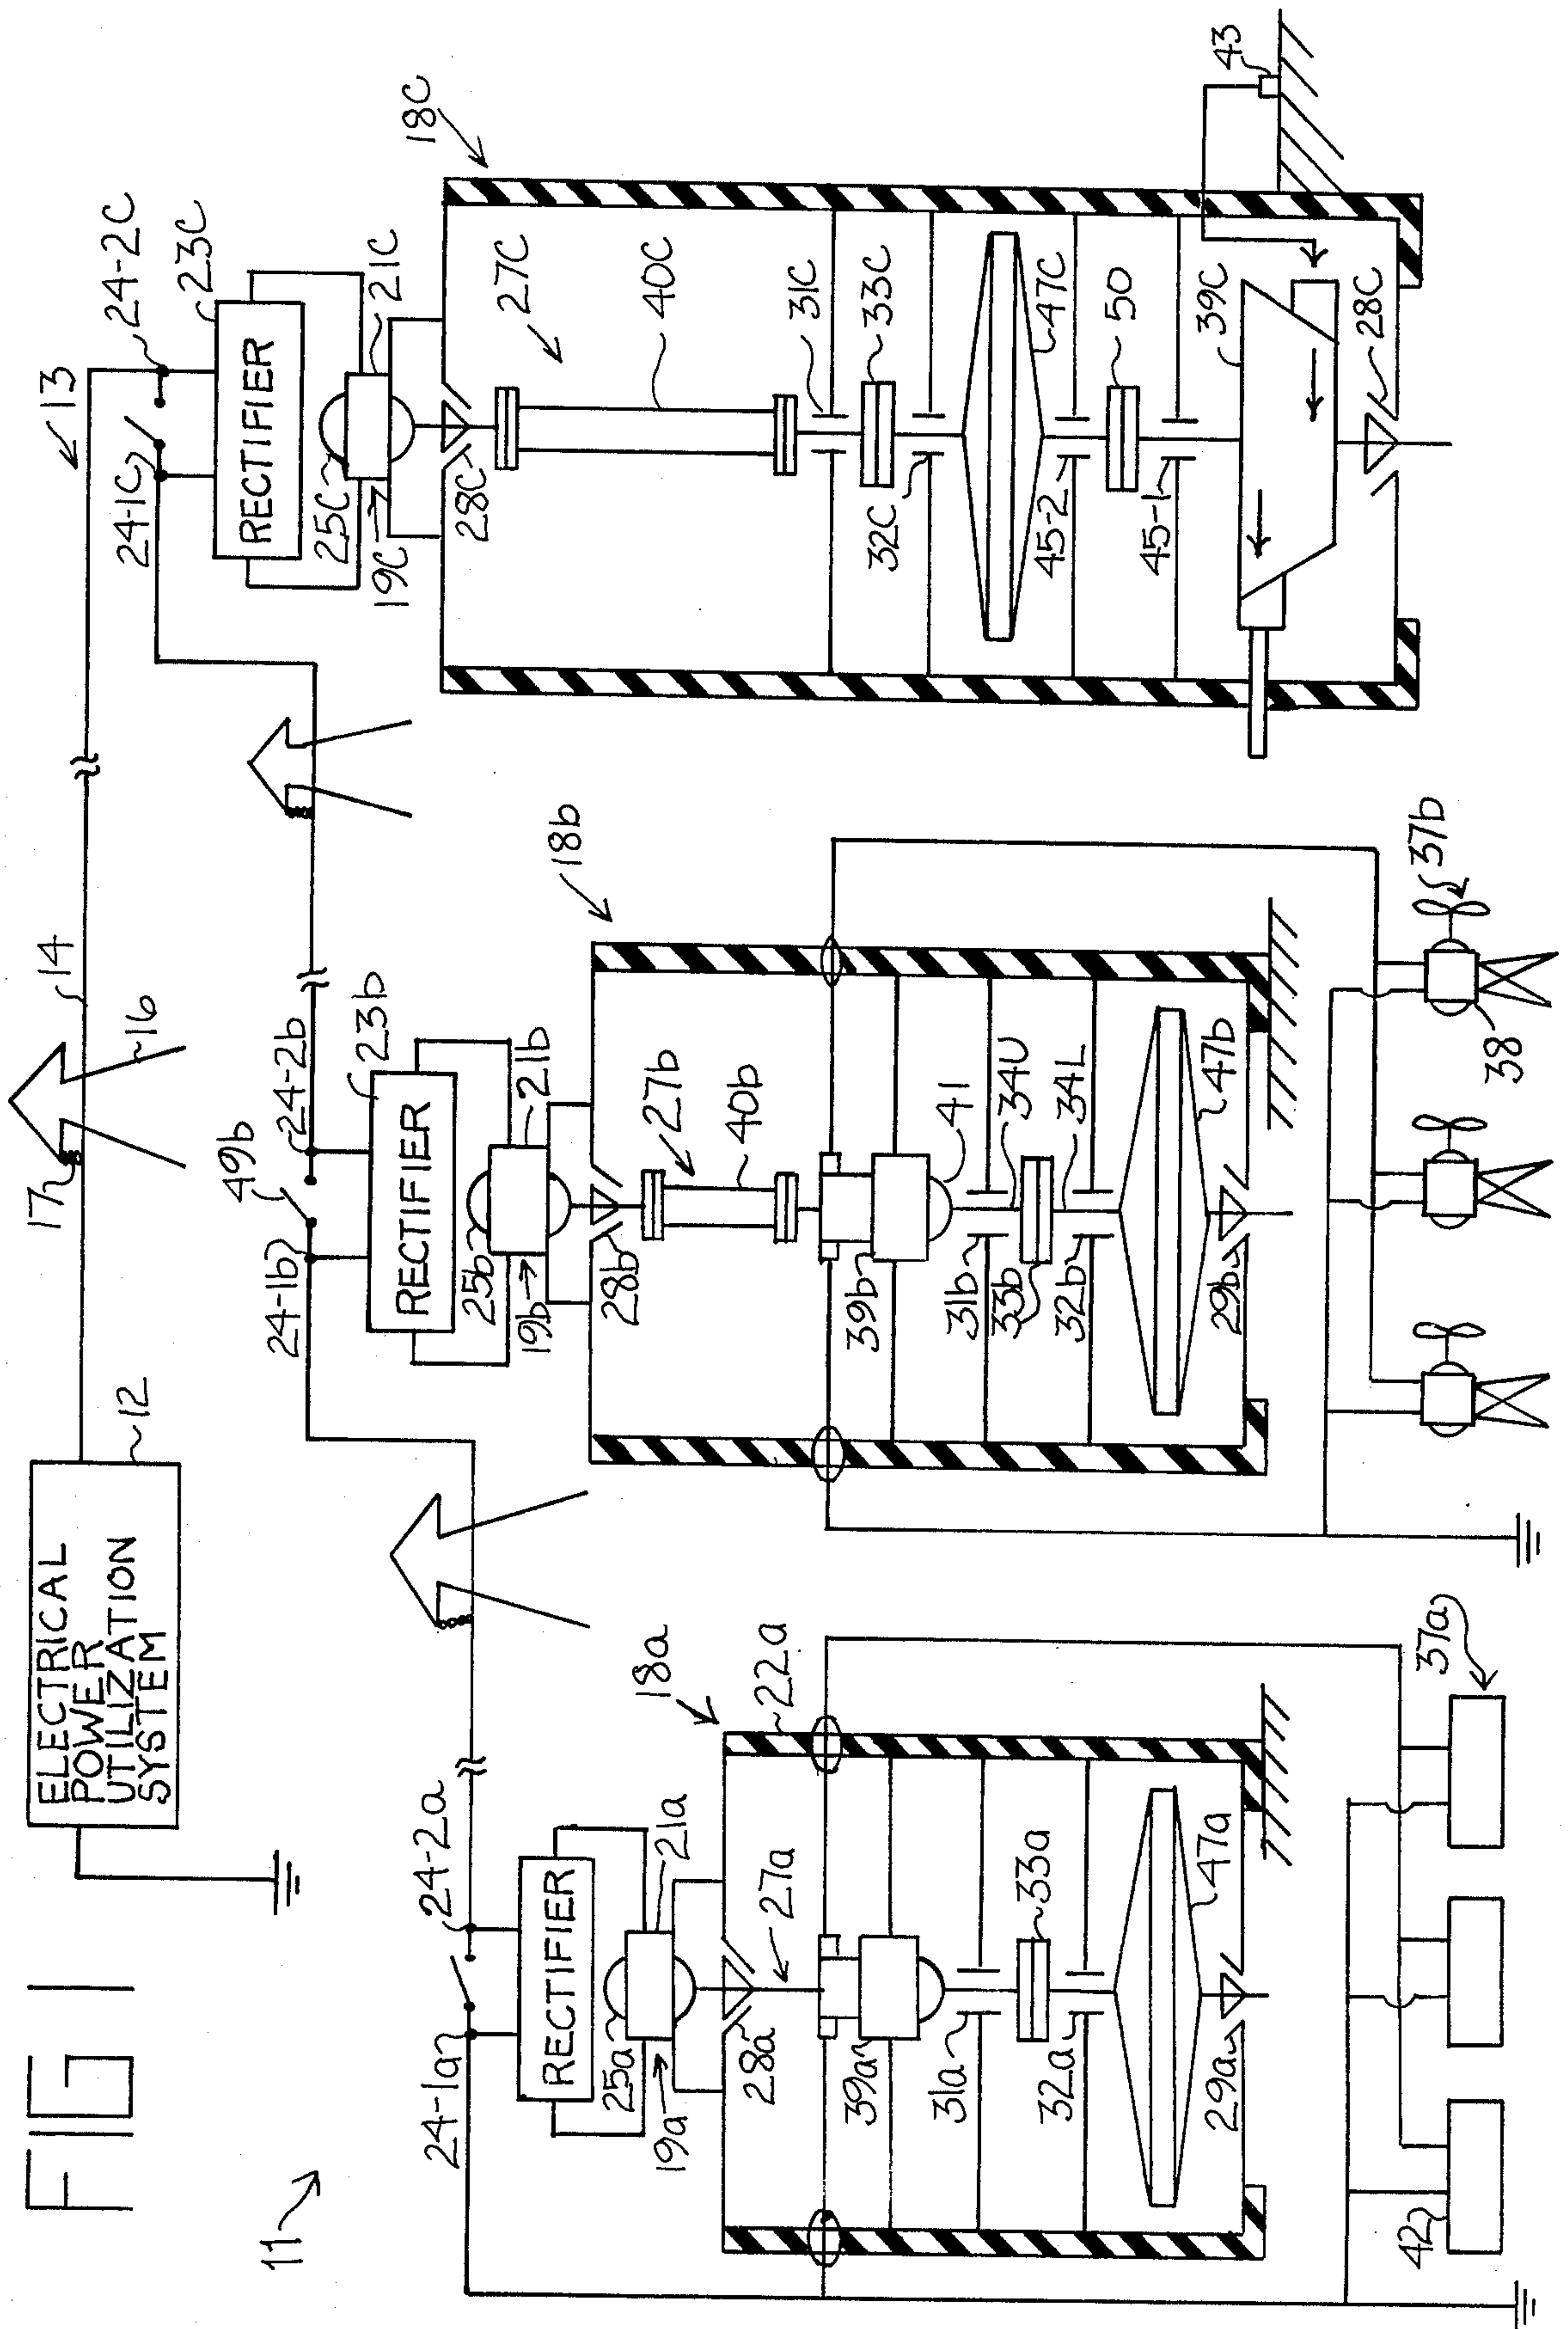 FIG 1
11
ELECTRICAL
POWER
UTILIZATION
SYSTEM
12
17
16
14
13
24-1a
24-2a
RECTIFIER
25a
21a
19a
18a
22a
28a
27a
39a
31a
33a
32a
47a
29a
42
37a
24-1b
49b
24-2b
23b
RECTIFIER
25b
21b
19b
18b
28b
27b
40b
39b
41
31b
34U
33b
34L
32b
47b
29b
38
37b
24-1C
24-2C
23C
RECTIFIER
25C
21C
19C
18C
28C
27C
40C
31C
33C
32C
47C
45-2
50
45-1
39C
28C
43